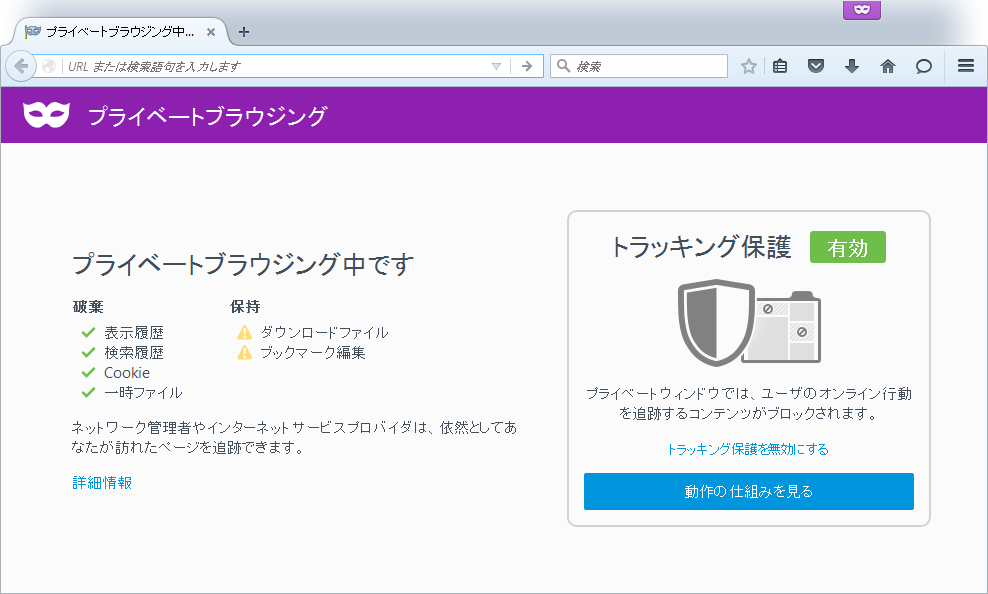 プライベートブラウジング中...
URL または検索語句を入力します
検索
プライベートブラウジング
プライベートブラウジング中です
破棄
表示履歴
検索履歴
Cookie
一時ファイル
保持
ダウンロードファイル
ブックマーク編集
ネットワーク管理者やインターネットサービスプロバイダは、依然としてあ
なたが訪れたページを追跡できます。
詳細情報
トラッキング保護 有効
プライベートウィンドウでは、ユーザのオンライン行動
を追跡するコンテンツがブロックされます。
トラッキング保護を無効にする
動作の仕組みを見る